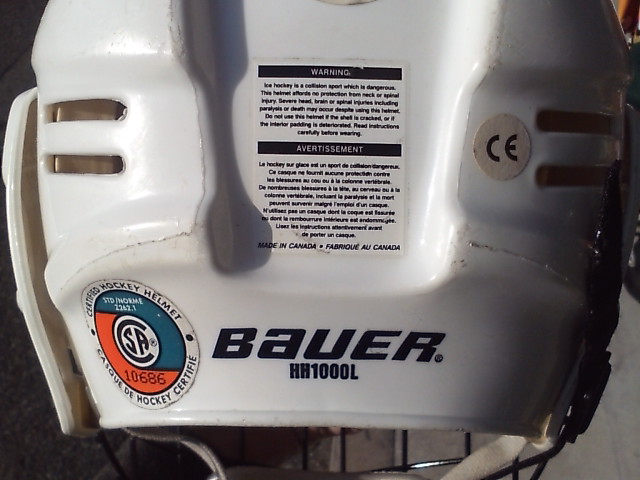 WARNING:
Ice hockey is a collision sport which is dangerous.
This helmet affords no protection from neck or spinal
injury. Severe head, brain or spinal injuries including
paralysis or death may occur despite using this helmet.
Do not use this helmet if the shell is cracked, or if
the interior padding is deteriorated. Read instructions
carefully before wearing.
AVERTISSEMENT
Le hockey sur glace est un sport de collision dangereux.
Ce casque ne fournit aucune protection contre
les blessures au cou ou à la colonne vertébrale.
De nombreuses blessures à la tête, au cerveau ou à la
colonne vertébrale, incluant la paralysie et la mort
peuvent survenir malgré l'emploi d'un casque.
N'utilisez pas un casque dont la coque est fissurée
ou dont la rembourrure intérieure est endommagée.
Lisez les instructions attentivement avant
de porter un casque.
MADE IN CANADA • FABRIQUÉ AU CANADA
CE
CERTIFIED HOCKEY HELMET
STD/NORME
Z262.1
CSA®
10686
CASQUE DE HOCKEY CERTIFIÉ
BAUER®
HH1000L